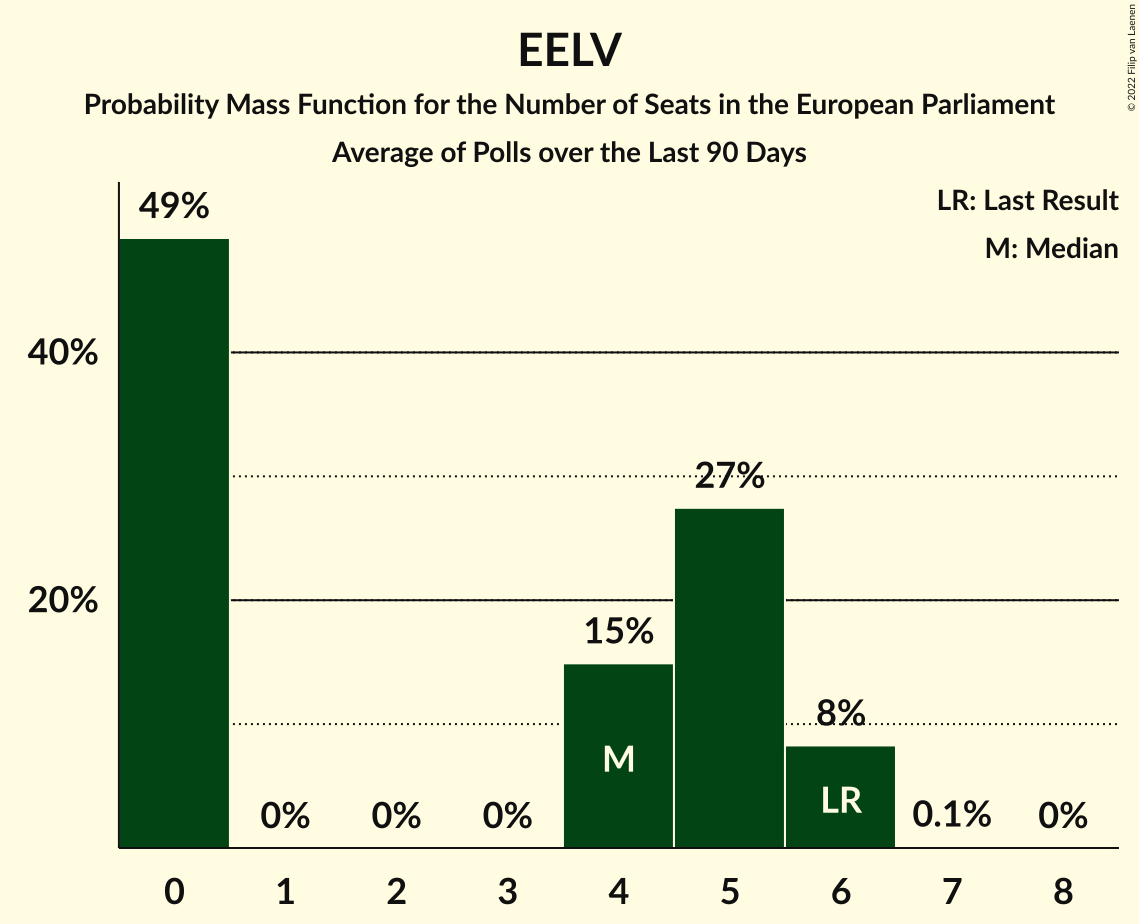 EELV
Probability Mass Function for the Number of Seats in the European Parliament
Average of Polls over the Last 90 Days
© 2022 Filip van Laenen
LR: Last Result
M: Median
49%
40%
27%
20%
15%
8%
M
LR
0%
0%
0%
0.1%
0%
0
1
2
3
4
5
6
7
8